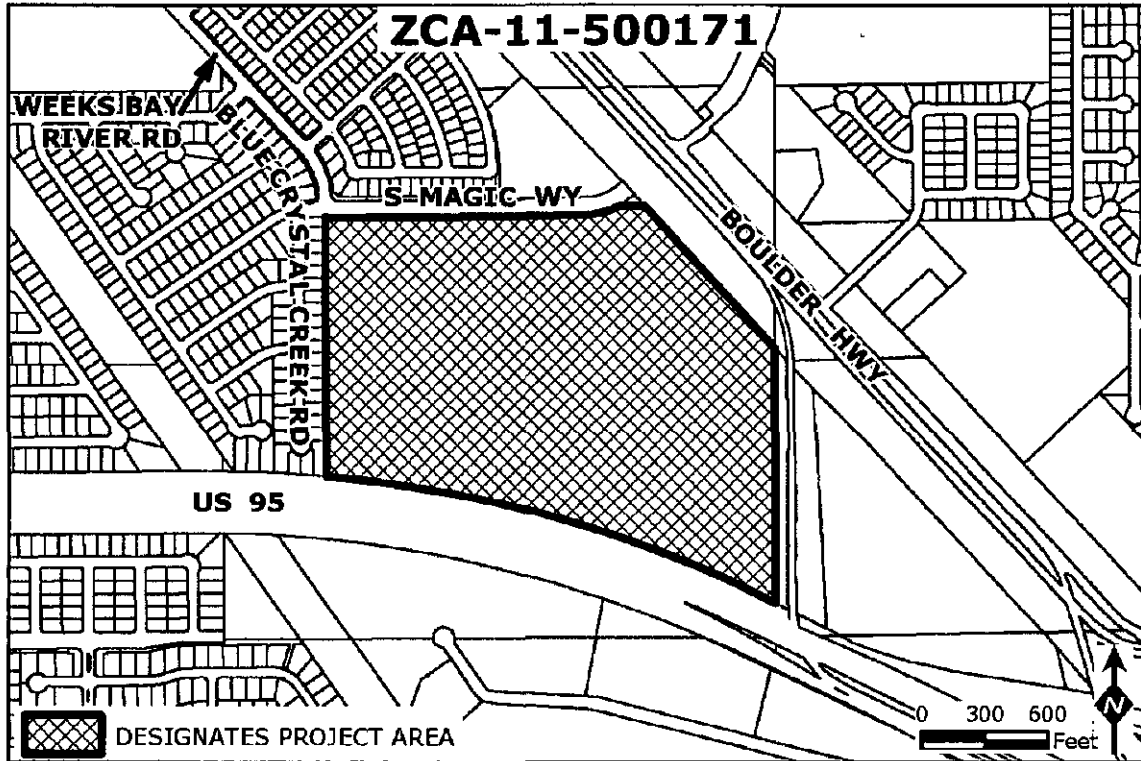 ZCA-11-500171
WEEKS BAY
RIVER RD
BLUE CRYSTAL CREEK RD
S MAGIC WY
BOULDER HWY
US 95
DESIGNATES PROJECT AREA
0 300 600
Feet
N